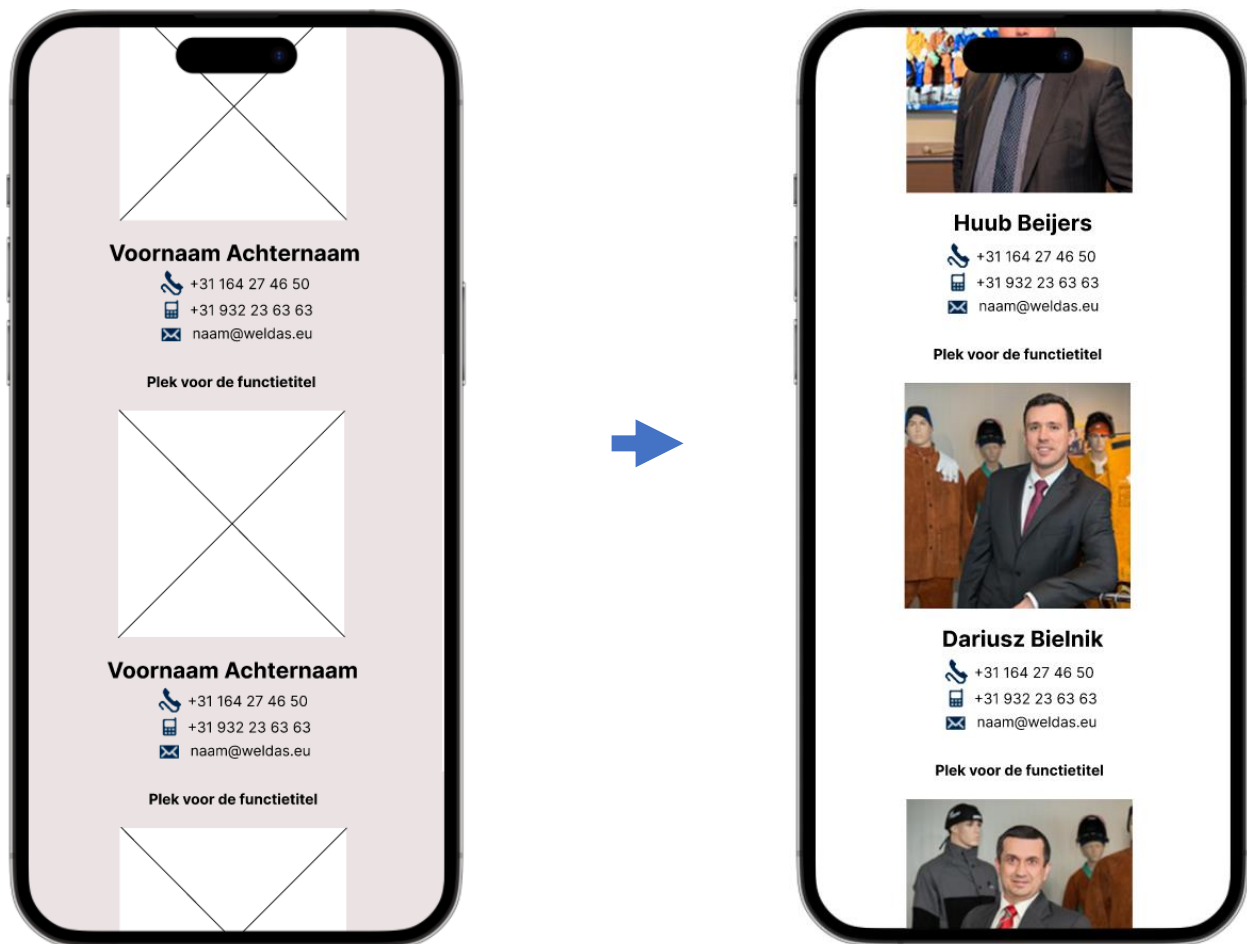 Voornaam Achternaam
+31 164 27 46 50
+31 932 23 63 63
naam@weldas.eu
Plek voor de functietitel
Voornaam Achternaam
+31 164 27 46 50
+31 932 23 63 63
naam@weldas.eu
Plek voor de functietitel
Huub Beijers
+31 164 27 46 50
+31 932 23 63 63
naam@weldas.eu
Plek voor de functietitel
Dariusz Bielnik
+31 164 27 46 50
+31 932 23 63 63
naam@weldas.eu
Plek voor de functietitel